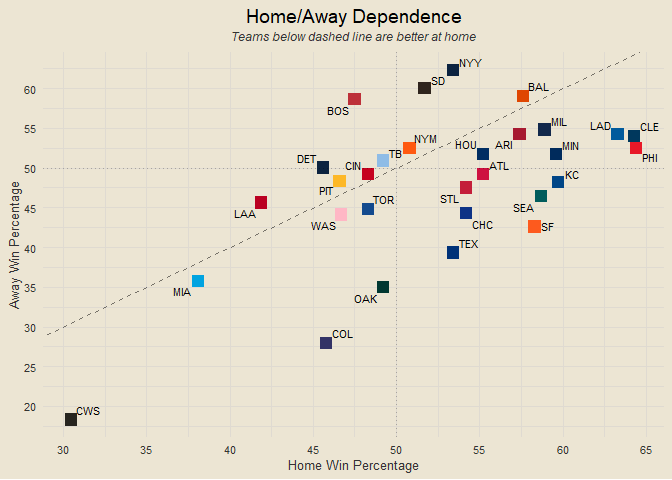 Home/Away Dependence
Teams below dashed line are better at home
NYY
SD
BAL
BOS
MIL
LAD
CLE
NYM
HOU
ARI
MIN
PHI
DET
CIN
TB
ATL
KC
PIT
STL
SEA
LAA
TOR
WAS
CHC
SF
TEX
MIA
OAK
COL
CWS
60
55
50
45
40
35
30
25
20
Away Win Percentage
30 35 40 45 50 55 60 65
Home Win Percentage